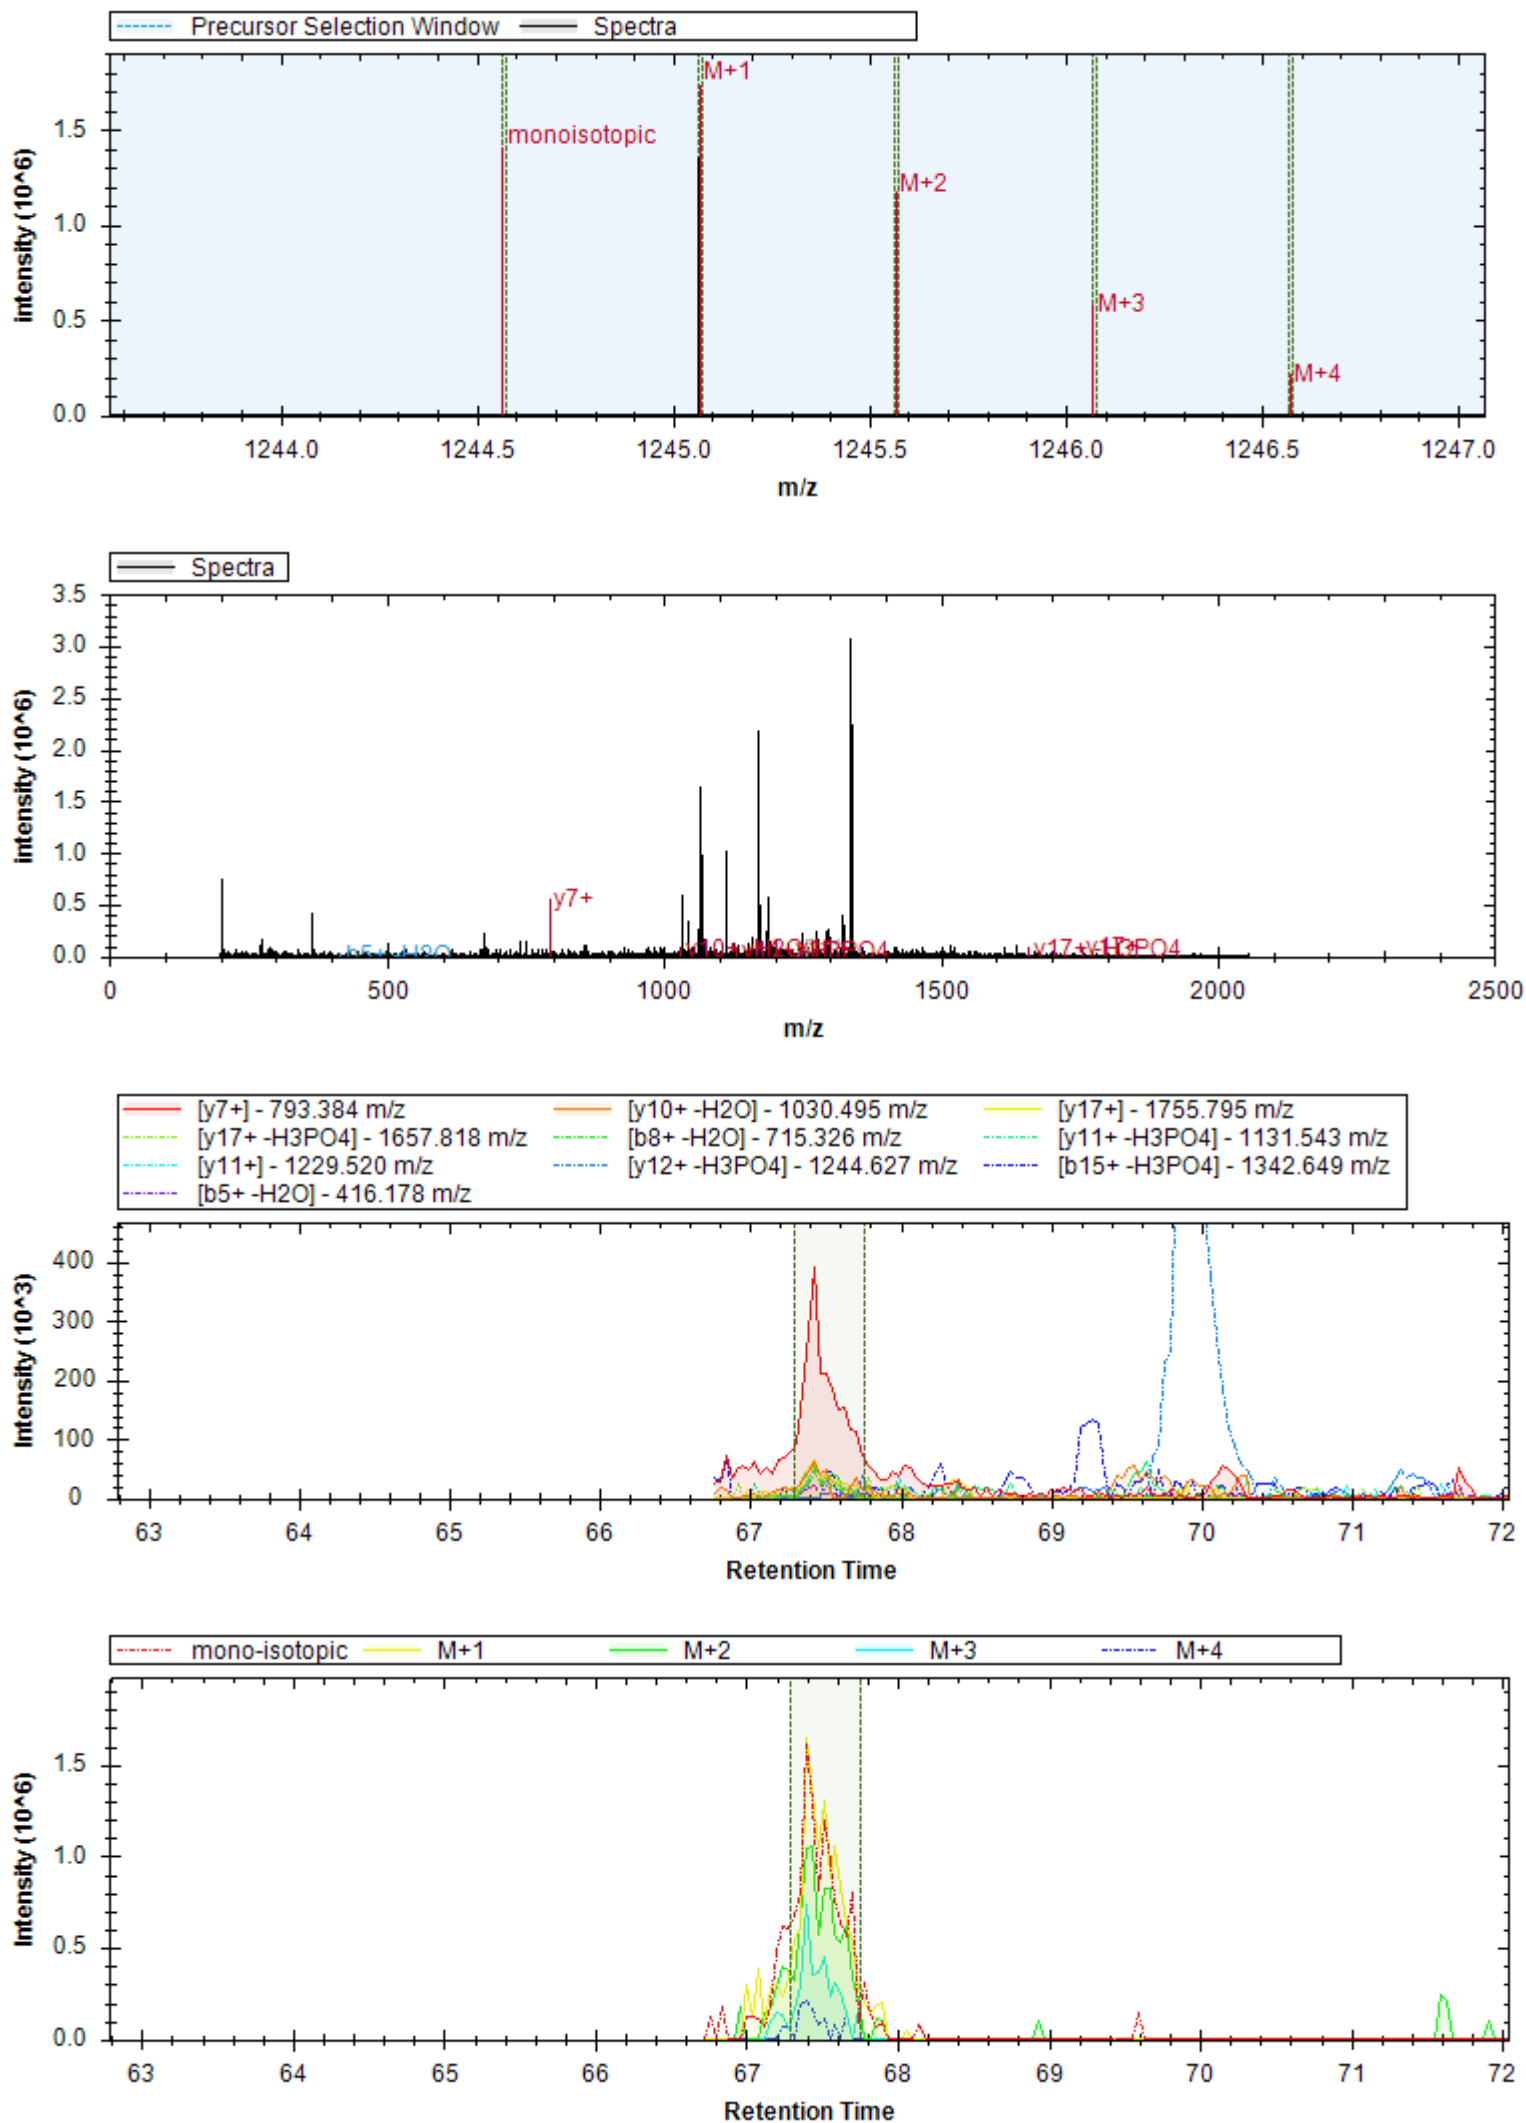 Precursor Selection Window Spectra
M+1
monoisotopic
M+2
M+3
M+4
intensity (10^6)
1.5
1.0
0.5
0.0
1244.0 1244.5 1245.0 1245.5 1246.0 1246.5 1247.0
m/z
Spectra
intensity (10^6)
3.5
3.0
2.5
2.0
1.5
1.0
0.5
0.0
y7+
b5+ -H2O
0 500 1000 1500 2000 2500
m/z
[y7+] - 793.384 m/z [y10+ -H2O] - 1030.495 m/z [y17+] - 1755.795 m/z
[y17+ -H3PO4] - 1657.818 m/z [b8+ -H2O] - 715.326 m/z [y11+ -H3PO4] - 1131.543 m/z
[y11+] - 1229.520 m/z [y12+ -H3PO4] - 1244.627 m/z [b15+ -H3PO4] - 1342.649 m/z
[b5+ -H2O] - 416.178 m/z
Intensity (10^3)
400
300
200
100
0
63 64 65 66 67 68 69 70 71 72
Retention Time
mono-isotopic M+1 M+2 M+3 M+4
Intensity (10^6)
1.5
1.0
0.5
0.0
63 64 65 66 67 68 69 70 71 72
Retention Time